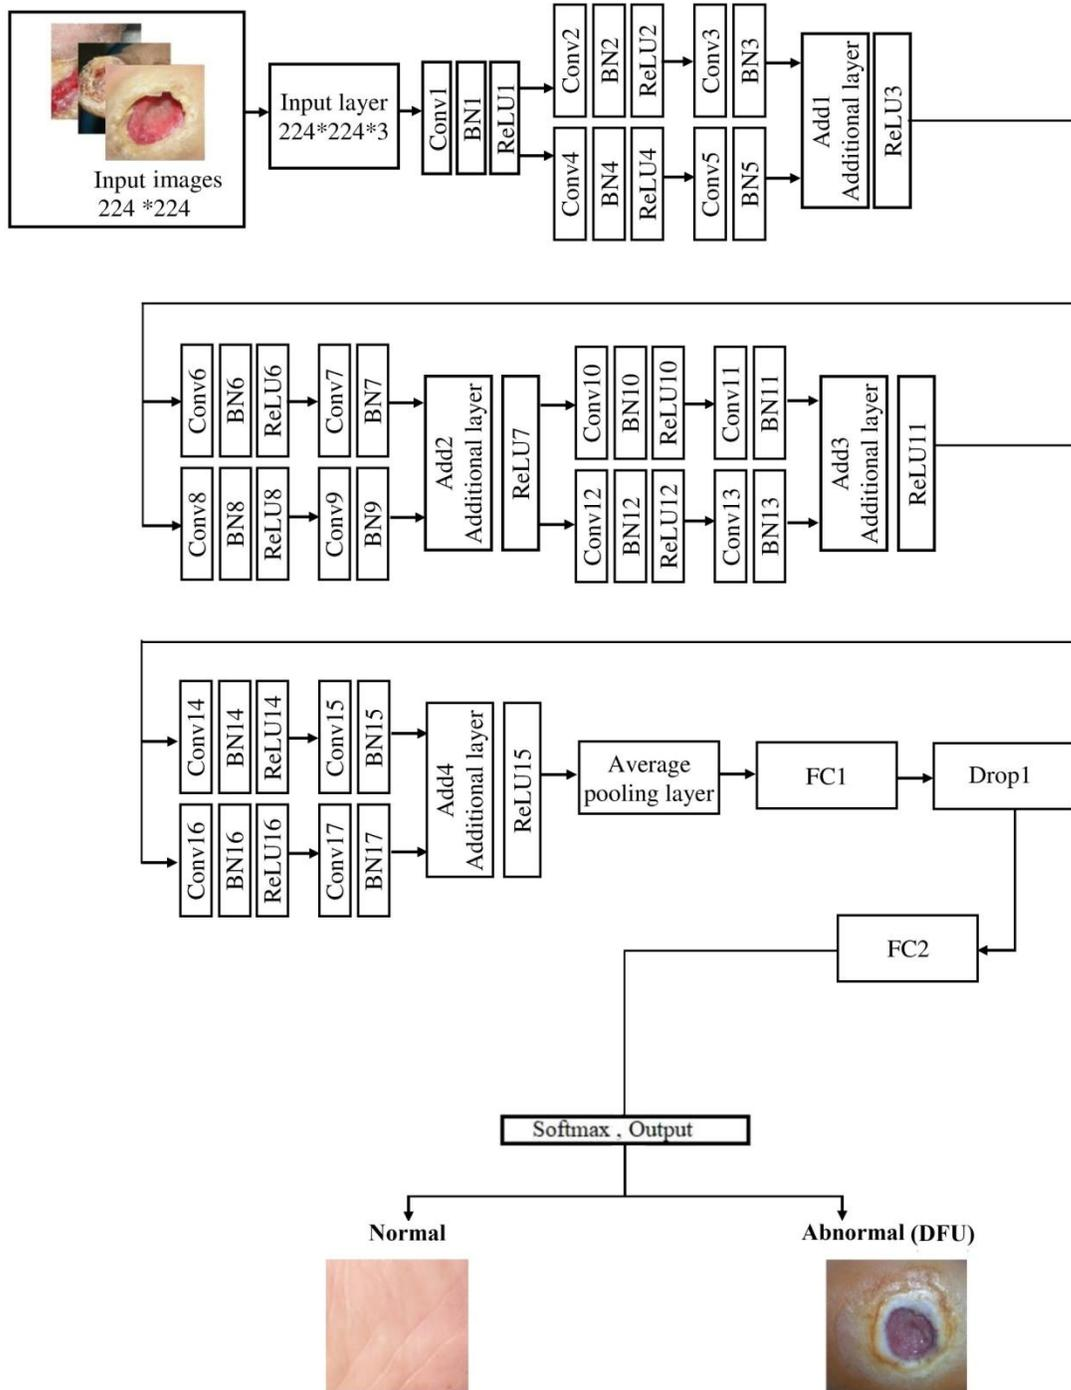 Input images
224 *224
Input layer
224*224*3
Conv1
BN1
ReLU1
Conv2
BN2
ReLU2
Conv3
BN3
Conv4
BN4
ReLU4
Conv5
BN5
Add1
Additional layer
ReLU3
Conv6
BN6
ReLU6
Conv7
BN7
Conv8
BN8
ReLU8
Conv9
BN9
Add2
Additional layer
ReLU7
Conv10
BN10
ReLU10
Conv11
BN11
Conv12
BN12
ReLU12
Conv13
BN13
Add3
Additional layer
ReLU11
Conv14
BN14
ReLU14
Conv15
BN15
Conv16
BN16
ReLU16
Conv17
BN17
Add4
Additional layer
ReLU15
Average
pooling layer
FC1
Drop1
FC2
Softmax , Output
Normal
Abnormal (DFU)